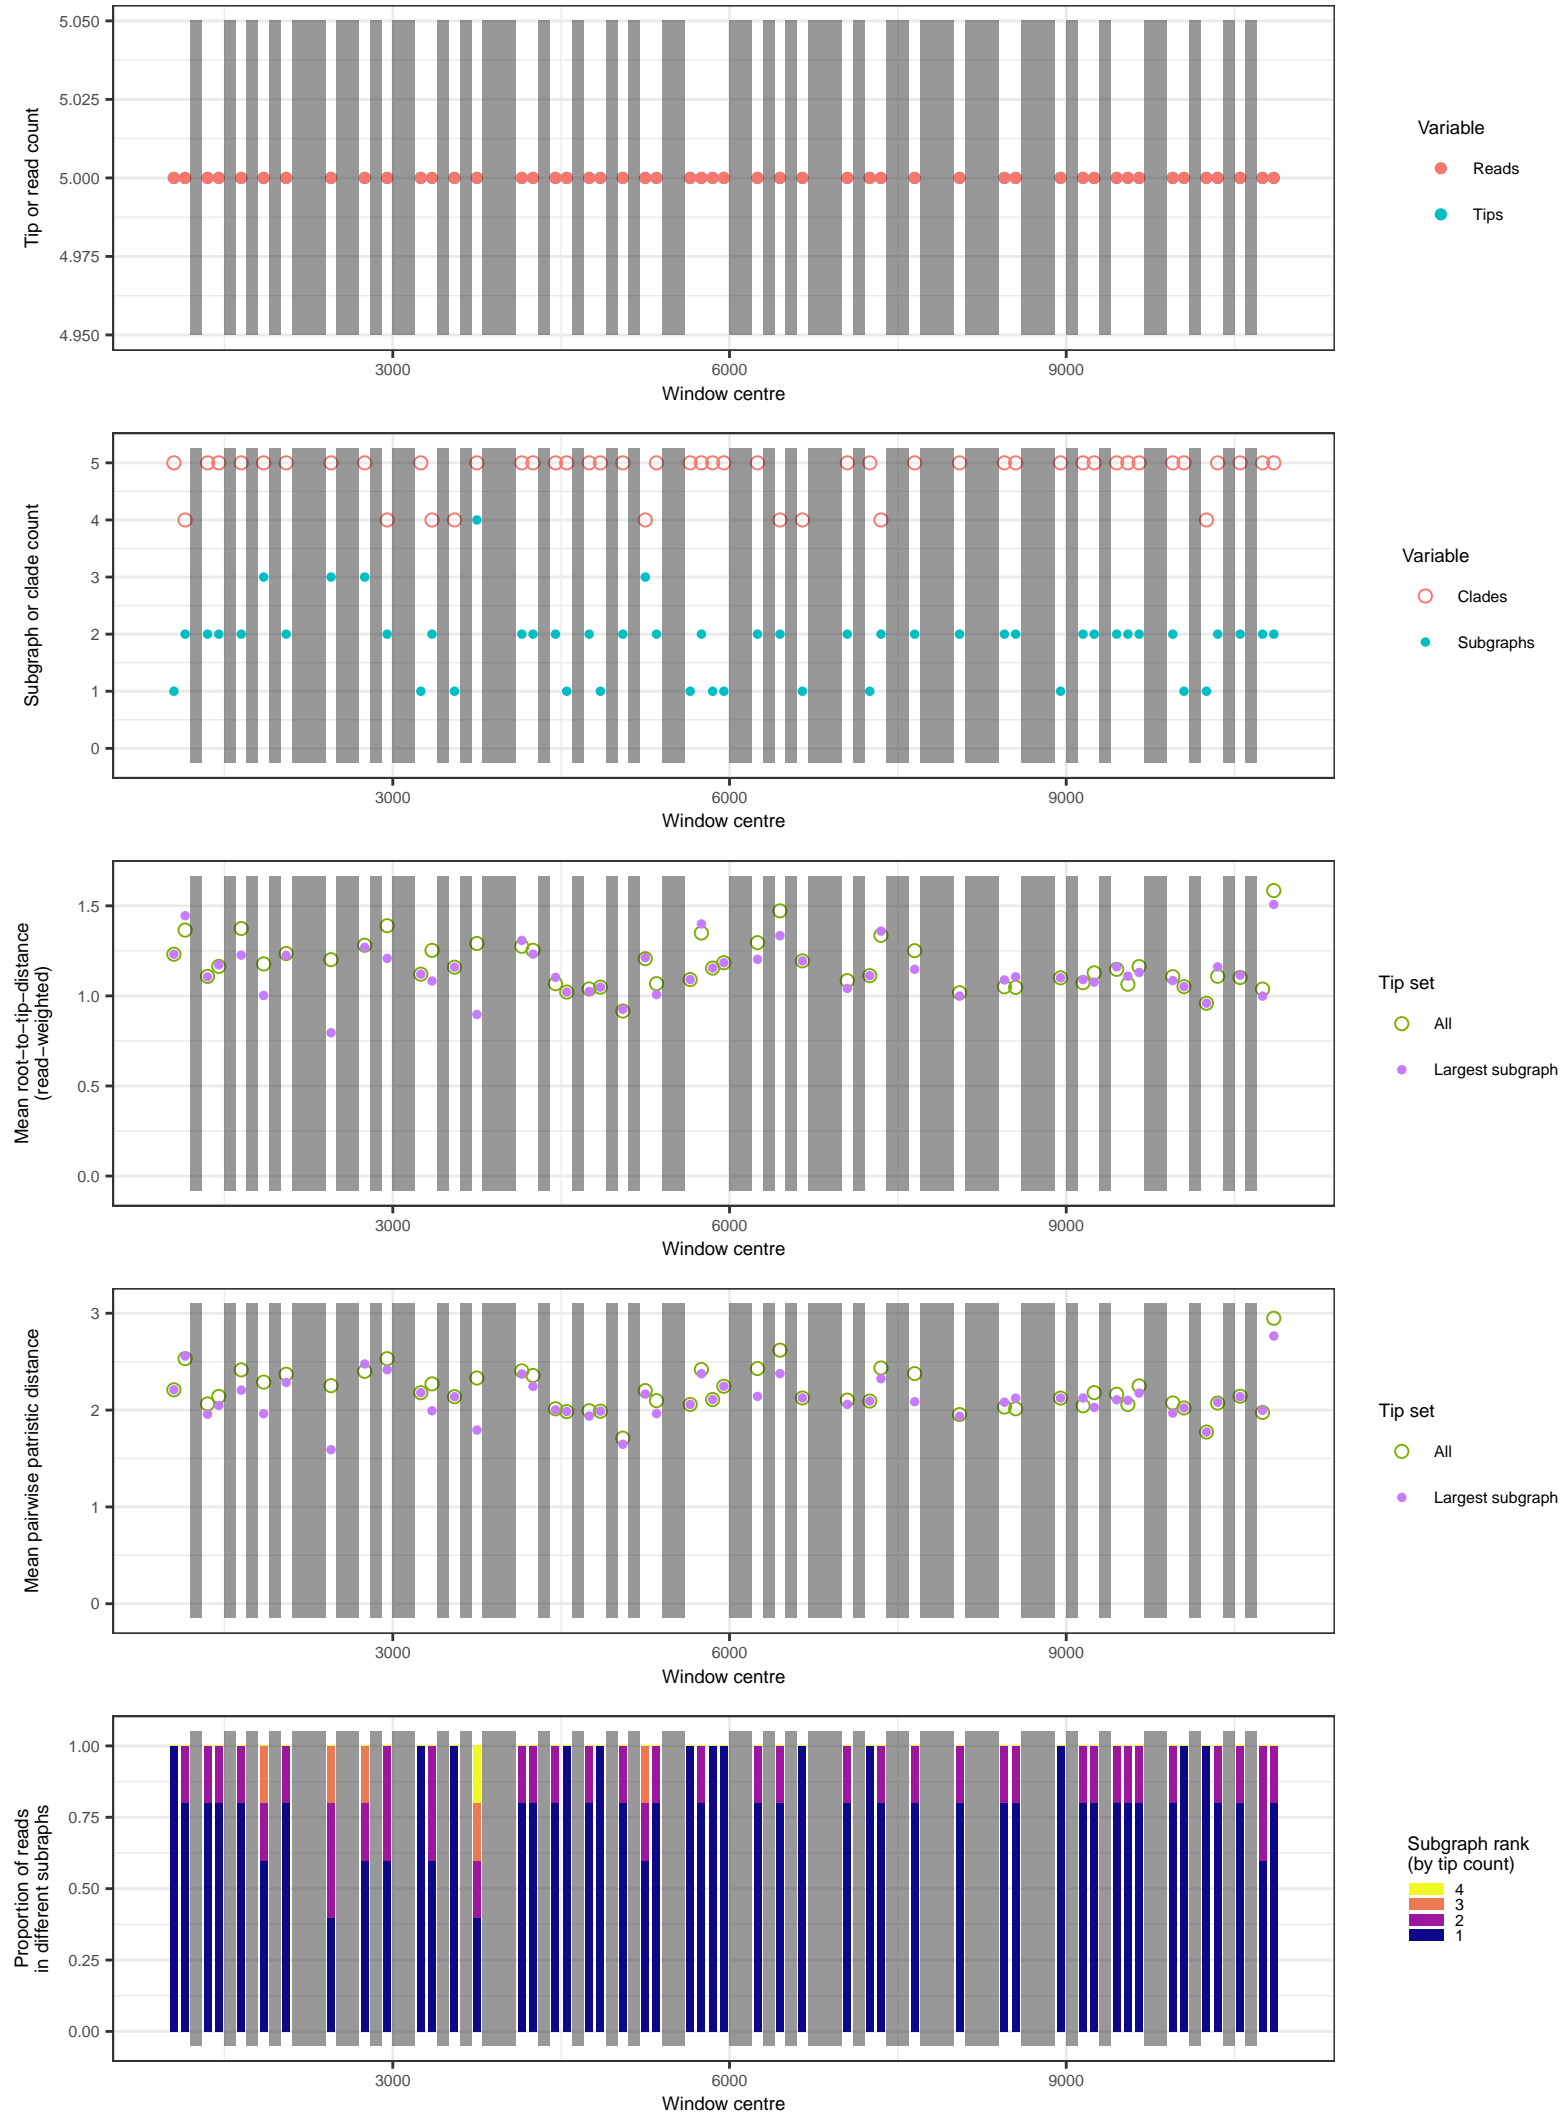 5.050
5.025
5.000
4.975
4.950
Tip or read count
3000
6000
9000
Window centre
Variable
Reads
Tips
5
4
3
2
1
0
Subgraph or clade count
3000
6000
9000
Window centre
Variable
Clades
Subgraphs
1.5
1.0
0.5
0.0
Mean root−to−tip−distance
(read−weighted)
3000
6000
9000
Window centre
Tip set
All
Largest subgraph
3
2
1
0
Mean pairwise patristic distance
3000
6000
9000
Window centre
Tip set
All
Largest subgraph
1.00
0.75
0.50
0.25
0.00
Proportion of reads
in different subraphs
3000
6000
9000
Window centre
Subgraph rank
(by tip count)
4
3
2
1